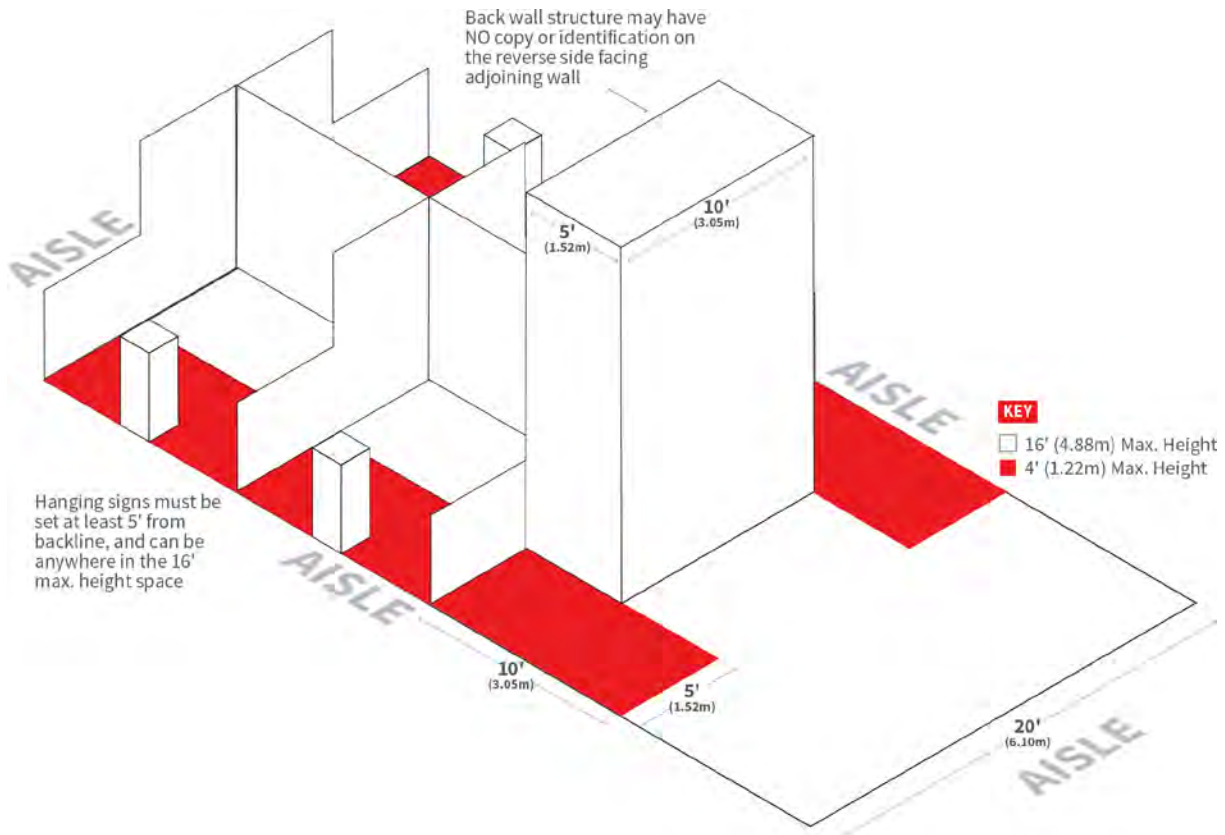 Back wall structure may have
NO copy or identification on
the reverse side facing
adjoining wall
AISLE
10'
(3.05m)
5'
(1.52m)
AISLE
KEY
16' (4.88m) Max. Height
4' (1.22m) Max. Height
Hanging signs must be
set at least 5' from
backline, and can be
anywhere in the 16'
max. height space
AISLE
10'
(3.05m)
5'
(1.52m)
20'
(6.10m)
AISLE